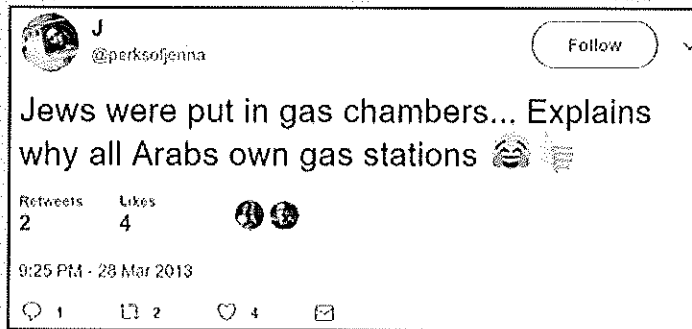 J
@perksofjenna
Follow
Jews were put in gas chambers... Explains
why all Arabs own gas stations 😂
Retweets Likes
2 4
9:25 PM - 28 Mar 2013
1 2 4